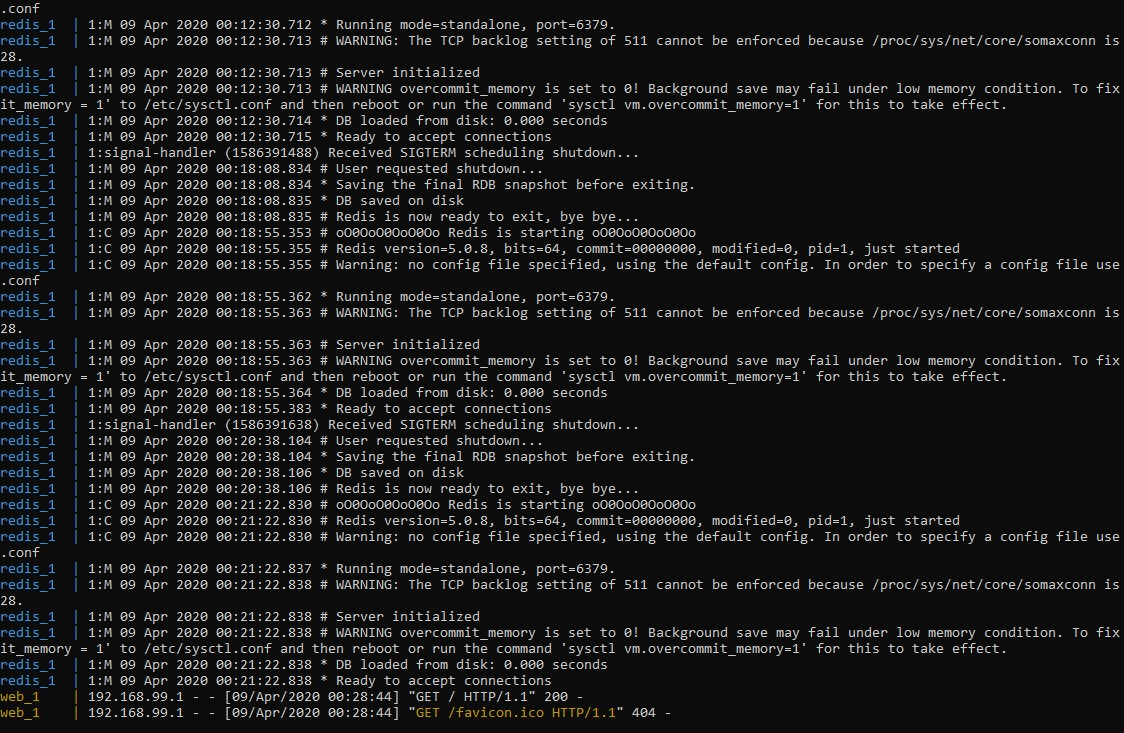 .conf
redis_1  | 1:M 09 Apr 2020 00:12:30.712 * Running mode=standalone, port=6379.
redis_1  | 1:M 09 Apr 2020 00:12:30.713 # WARNING: The TCP backlog setting of 511 cannot be enforced because /proc/sys/net/core/somaxconn is
28.
redis_1  | 1:M 09 Apr 2020 00:12:30.713 # Server initialized
redis_1  | 1:M 09 Apr 2020 00:12:30.713 # WARNING overcommit_memory is set to 0! Background save may fail under low memory condition. To fix
it_memory = 1' to /etc/sysctl.conf and then reboot or run the command 'sysctl vm.overcommit_memory=1' for this to take effect.
redis_1  | 1:M 09 Apr 2020 00:12:30.714 * DB loaded from disk: 0.000 seconds
redis_1  | 1:M 09 Apr 2020 00:12:30.715 * Ready to accept connections
redis_1  | 1:signal-handler (1586391488) Received SIGTERM scheduling shutdown...
redis_1  | 1:M 09 Apr 2020 00:18:08.834 # User requested shutdown...
redis_1  | 1:M 09 Apr 2020 00:18:08.834 * Saving the final RDB snapshot before exiting.
redis_1  | 1:M 09 Apr 2020 00:18:08.835 * DB saved on disk
redis_1  | 1:M 09 Apr 2020 00:18:08.835 # Redis is now ready to exit, bye bye...
redis_1  | 1:C 09 Apr 2020 00:18:55.353 # oO0OoO0OoO0Oo Redis is starting oO0OoO0OoO0Oo
redis_1  | 1:C 09 Apr 2020 00:18:55.355 # Redis version=5.0.8, bits=64, commit=00000000, modified=0, pid=1, just started
redis_1  | 1:C 09 Apr 2020 00:18:55.355 # Warning: no config file specified, using the default config. In order to specify a config file use
.conf
redis_1  | 1:M 09 Apr 2020 00:18:55.362 * Running mode=standalone, port=6379.
redis_1  | 1:M 09 Apr 2020 00:18:55.363 # WARNING: The TCP backlog setting of 511 cannot be enforced because /proc/sys/net/core/somaxconn is
28.
redis_1  | 1:M 09 Apr 2020 00:18:55.363 # Server initialized
redis_1  | 1:M 09 Apr 2020 00:18:55.363 # WARNING overcommit_memory is set to 0! Background save may fail under low memory condition. To fix
it_memory = 1' to /etc/sysctl.conf and then reboot or run the command 'sysctl vm.overcommit_memory=1' for this to take effect.
redis_1  | 1:M 09 Apr 2020 00:18:55.364 * DB loaded from disk: 0.000 seconds
redis_1  | 1:M 09 Apr 2020 00:18:55.383 * Ready to accept connections
redis_1  | 1:signal-handler (1586391638) Received SIGTERM scheduling shutdown...
redis_1  | 1:M 09 Apr 2020 00:20:38.104 # User requested shutdown...
redis_1  | 1:M 09 Apr 2020 00:20:38.104 * Saving the final RDB snapshot before exiting.
redis_1  | 1:M 09 Apr 2020 00:20:38.106 * DB saved on disk
redis_1  | 1:M 09 Apr 2020 00:20:38.106 # Redis is now ready to exit, bye bye...
redis_1  | 1:C 09 Apr 2020 00:21:22.830 # oO0OoO0OoO0Oo Redis is starting oO0OoO0OoO0Oo
redis_1  | 1:C 09 Apr 2020 00:21:22.830 # Redis version=5.0.8, bits=64, commit=00000000, modified=0, pid=1, just started
redis_1  | 1:C 09 Apr 2020 00:21:22.830 # Warning: no config file specified, using the default config. In order to specify a config file use
.conf
redis_1  | 1:M 09 Apr 2020 00:21:22.837 * Running mode=standalone, port=6379.
redis_1  | 1:M 09 Apr 2020 00:21:22.838 # WARNING: The TCP backlog setting of 511 cannot be enforced because /proc/sys/net/core/somaxconn is
28.
redis_1  | 1:M 09 Apr 2020 00:21:22.838 # Server initialized
redis_1  | 1:M 09 Apr 2020 00:21:22.838 # WARNING overcommit_memory is set to 0! Background save may fail under low memory condition. To fix
it_memory = 1' to /etc/sysctl.conf and then reboot or run the command 'sysctl vm.overcommit_memory=1' for this to take effect.
redis_1  | 1:M 09 Apr 2020 00:21:22.838 * DB loaded from disk: 0.000 seconds
redis_1  | 1:M 09 Apr 2020 00:21:22.838 * Ready to accept connections
web_1    | 192.168.99.1 - - [09/Apr/2020 00:28:44] "GET / HTTP/1.1" 200 -
web_1    | 192.168.99.1 - - [09/Apr/2020 00:28:44] "GET /favicon.ico HTTP/1.1" 404 -